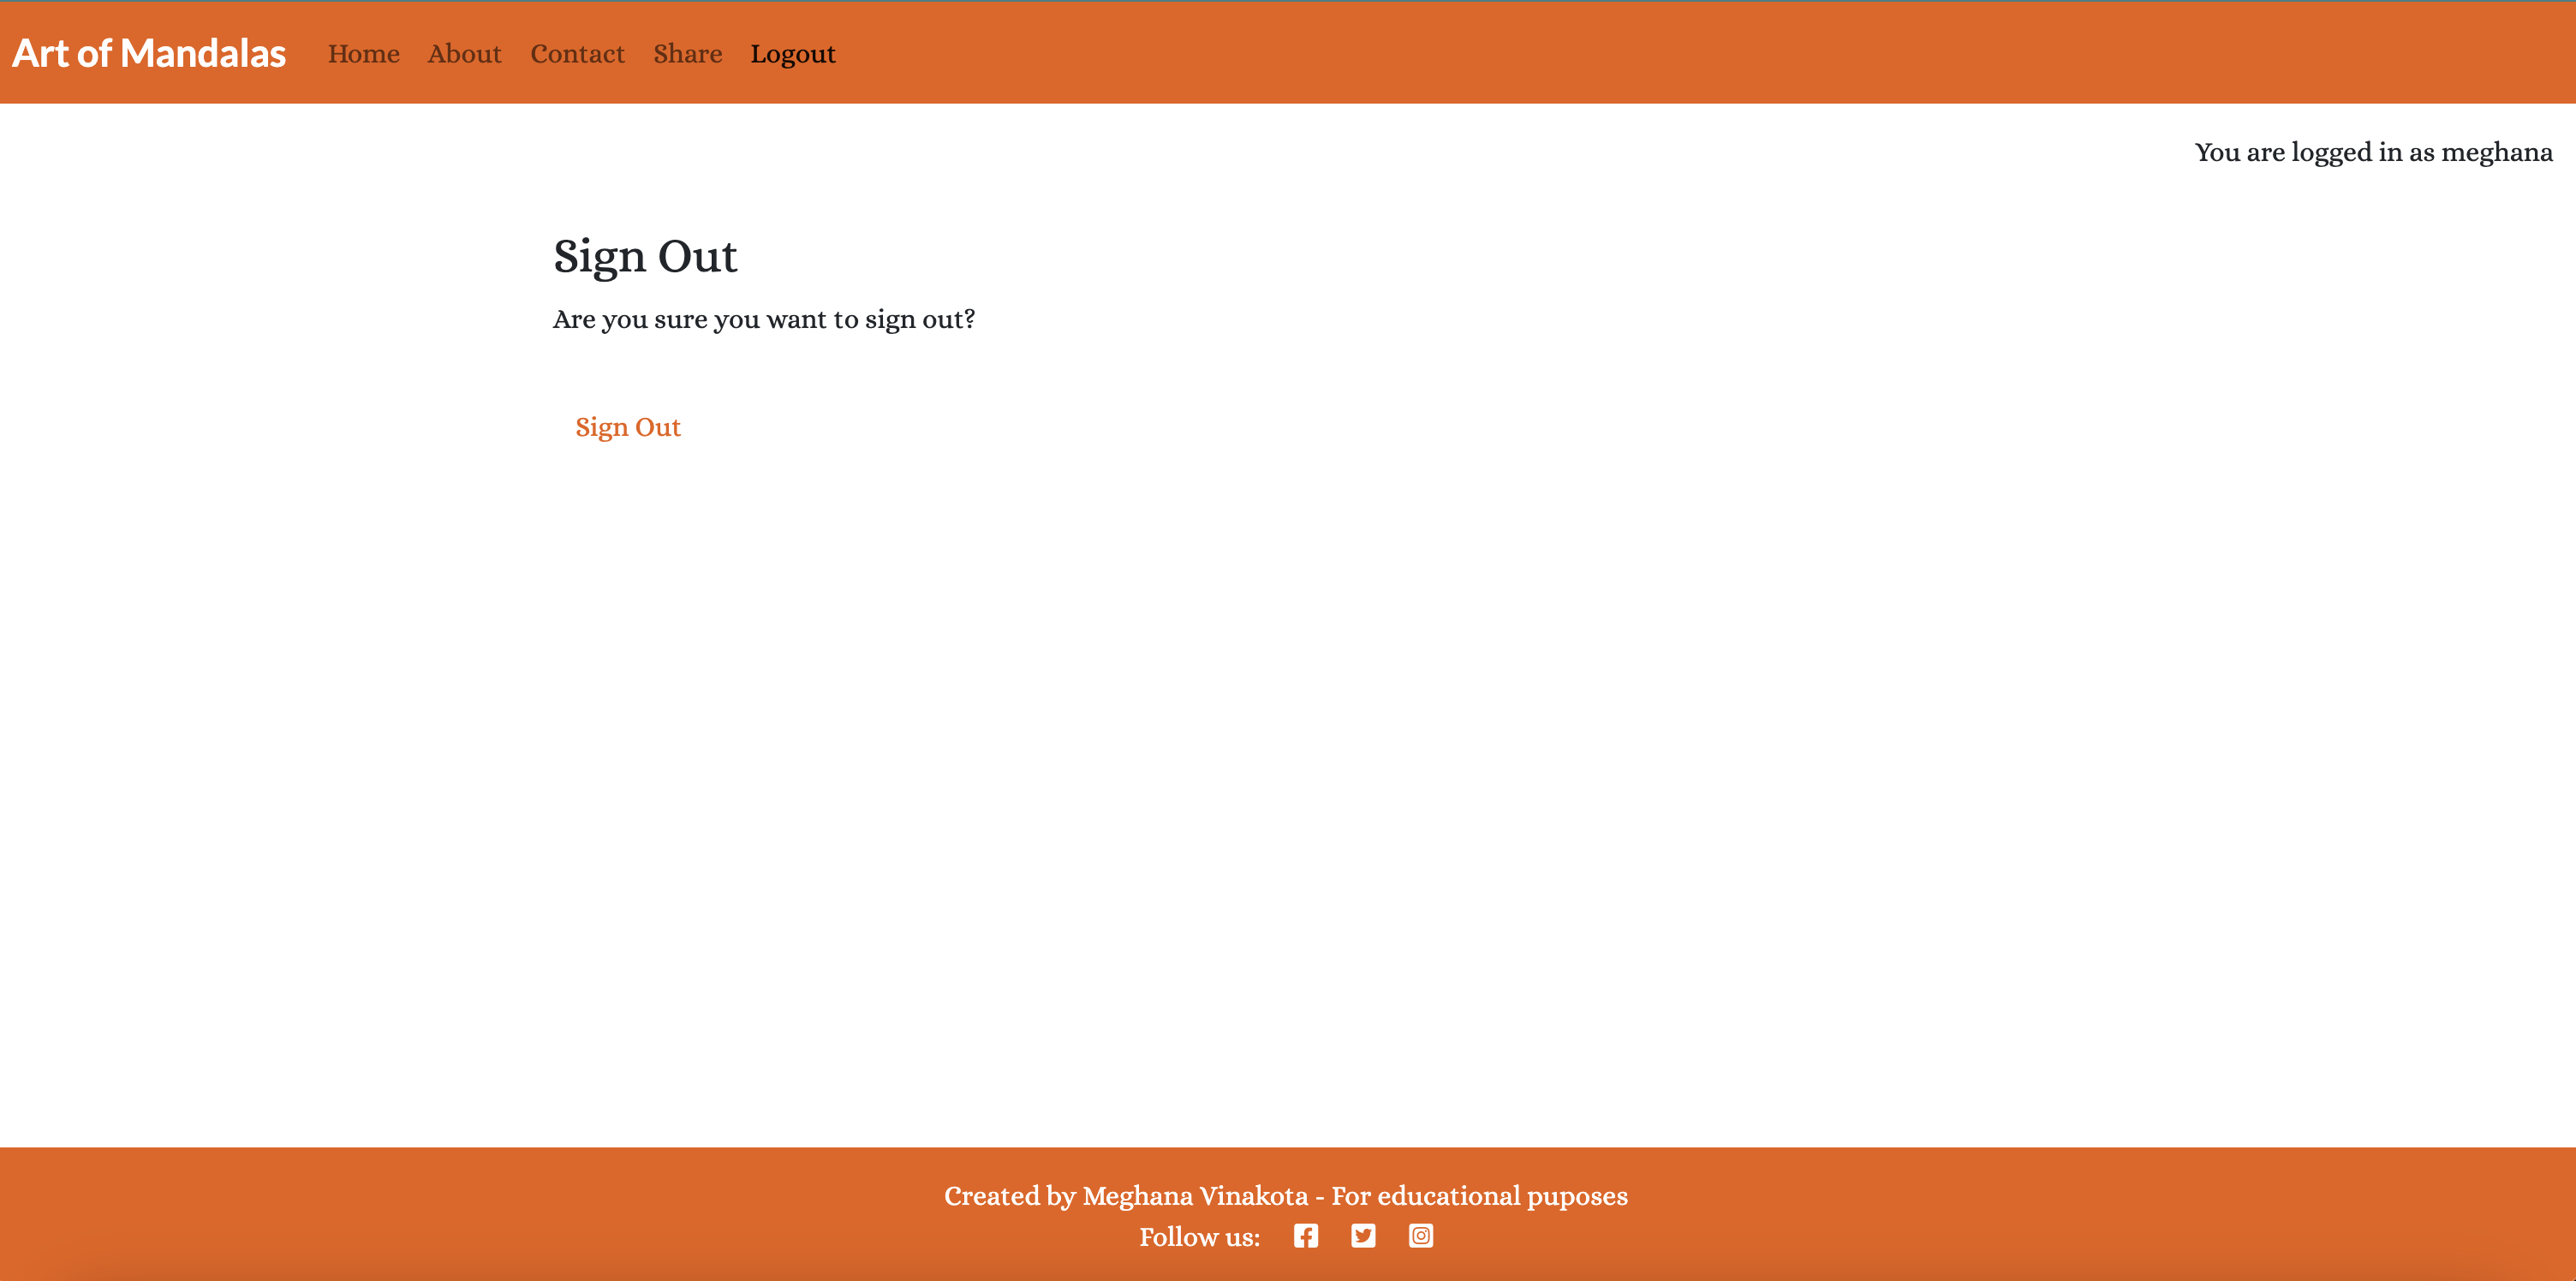 Art of Mandalas Home About Contact Share Logout
You are logged in as meghana
Sign Out
Are you sure you want to sign out?
Sign Out
Created by Meghana Vinakota - For educational puposes
Follow us: